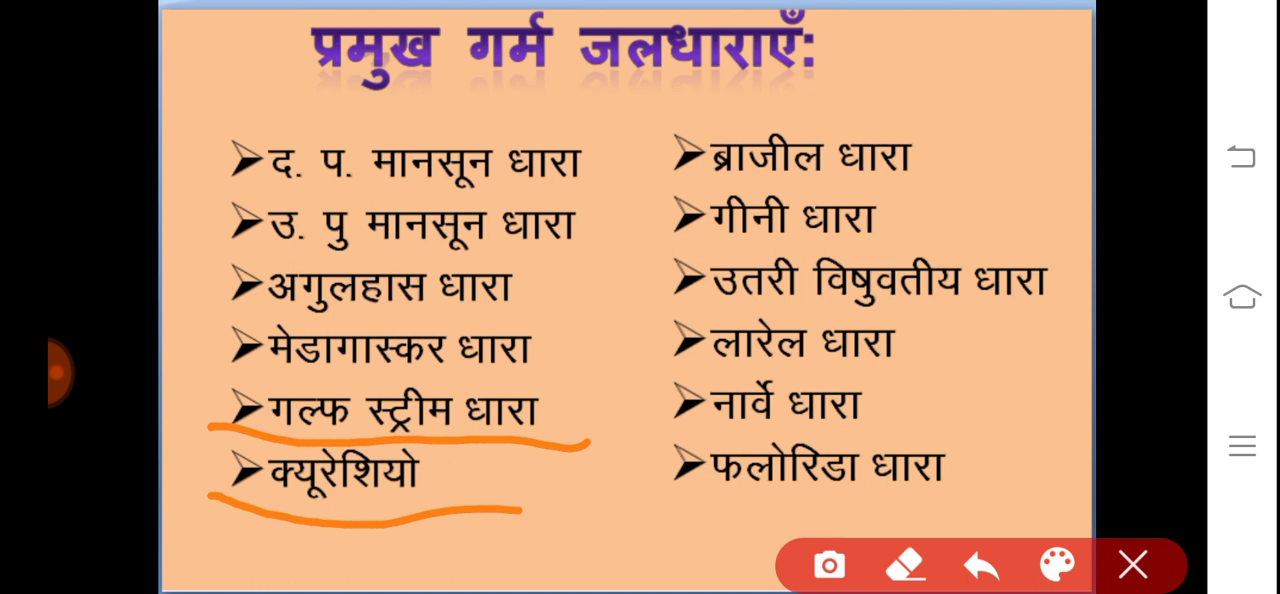 प्रमुख गर्म जलधाराएँ:
द. प. मानसून धारा
उ. पु मानसून धारा
अगुलहास धारा
मेडागास्कर धारा
गल्फ स्ट्रीम धारा
क्यूरेशियो
ब्राजील धारा
गीनी धारा
उतरी विषुवतीय धारा
लारेल धारा
नार्वे धारा
फलोरिडा धारा